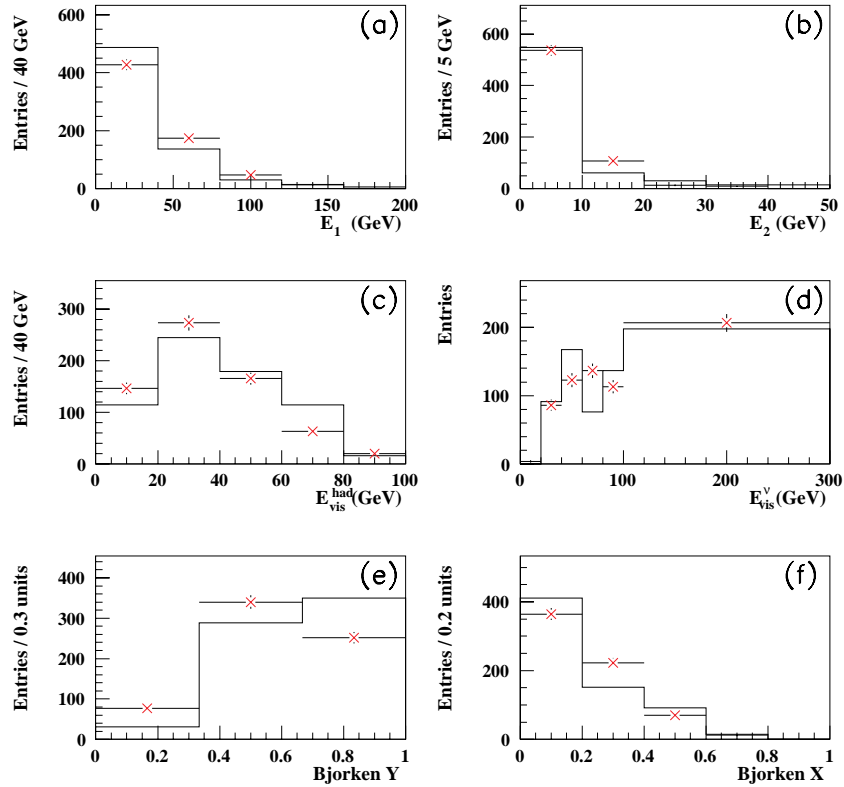 (a)
Entries / 40 GeV
600
400
200
0
0 50 100 150 200
E₁ (GeV)
(b)
Entries / 5 GeV
600
400
200
0
0 10 20 30 40 50
E₂ (GeV)
(c)
Entries / 40 GeV
300
200
100
0
0 20 40 60 80 100
E_vis^had (GeV)
(d)
Entries
200
100
0
0 100 200 300
E_vis^ν (GeV)
(e)
Entries / 0.3 units
400
300
200
100
0
0 0.2 0.4 0.6 0.8 1
Bjorken Y
(f)
Entries / 0.2 units
400
200
0
0 0.2 0.4 0.6 0.8 1
Bjorken X